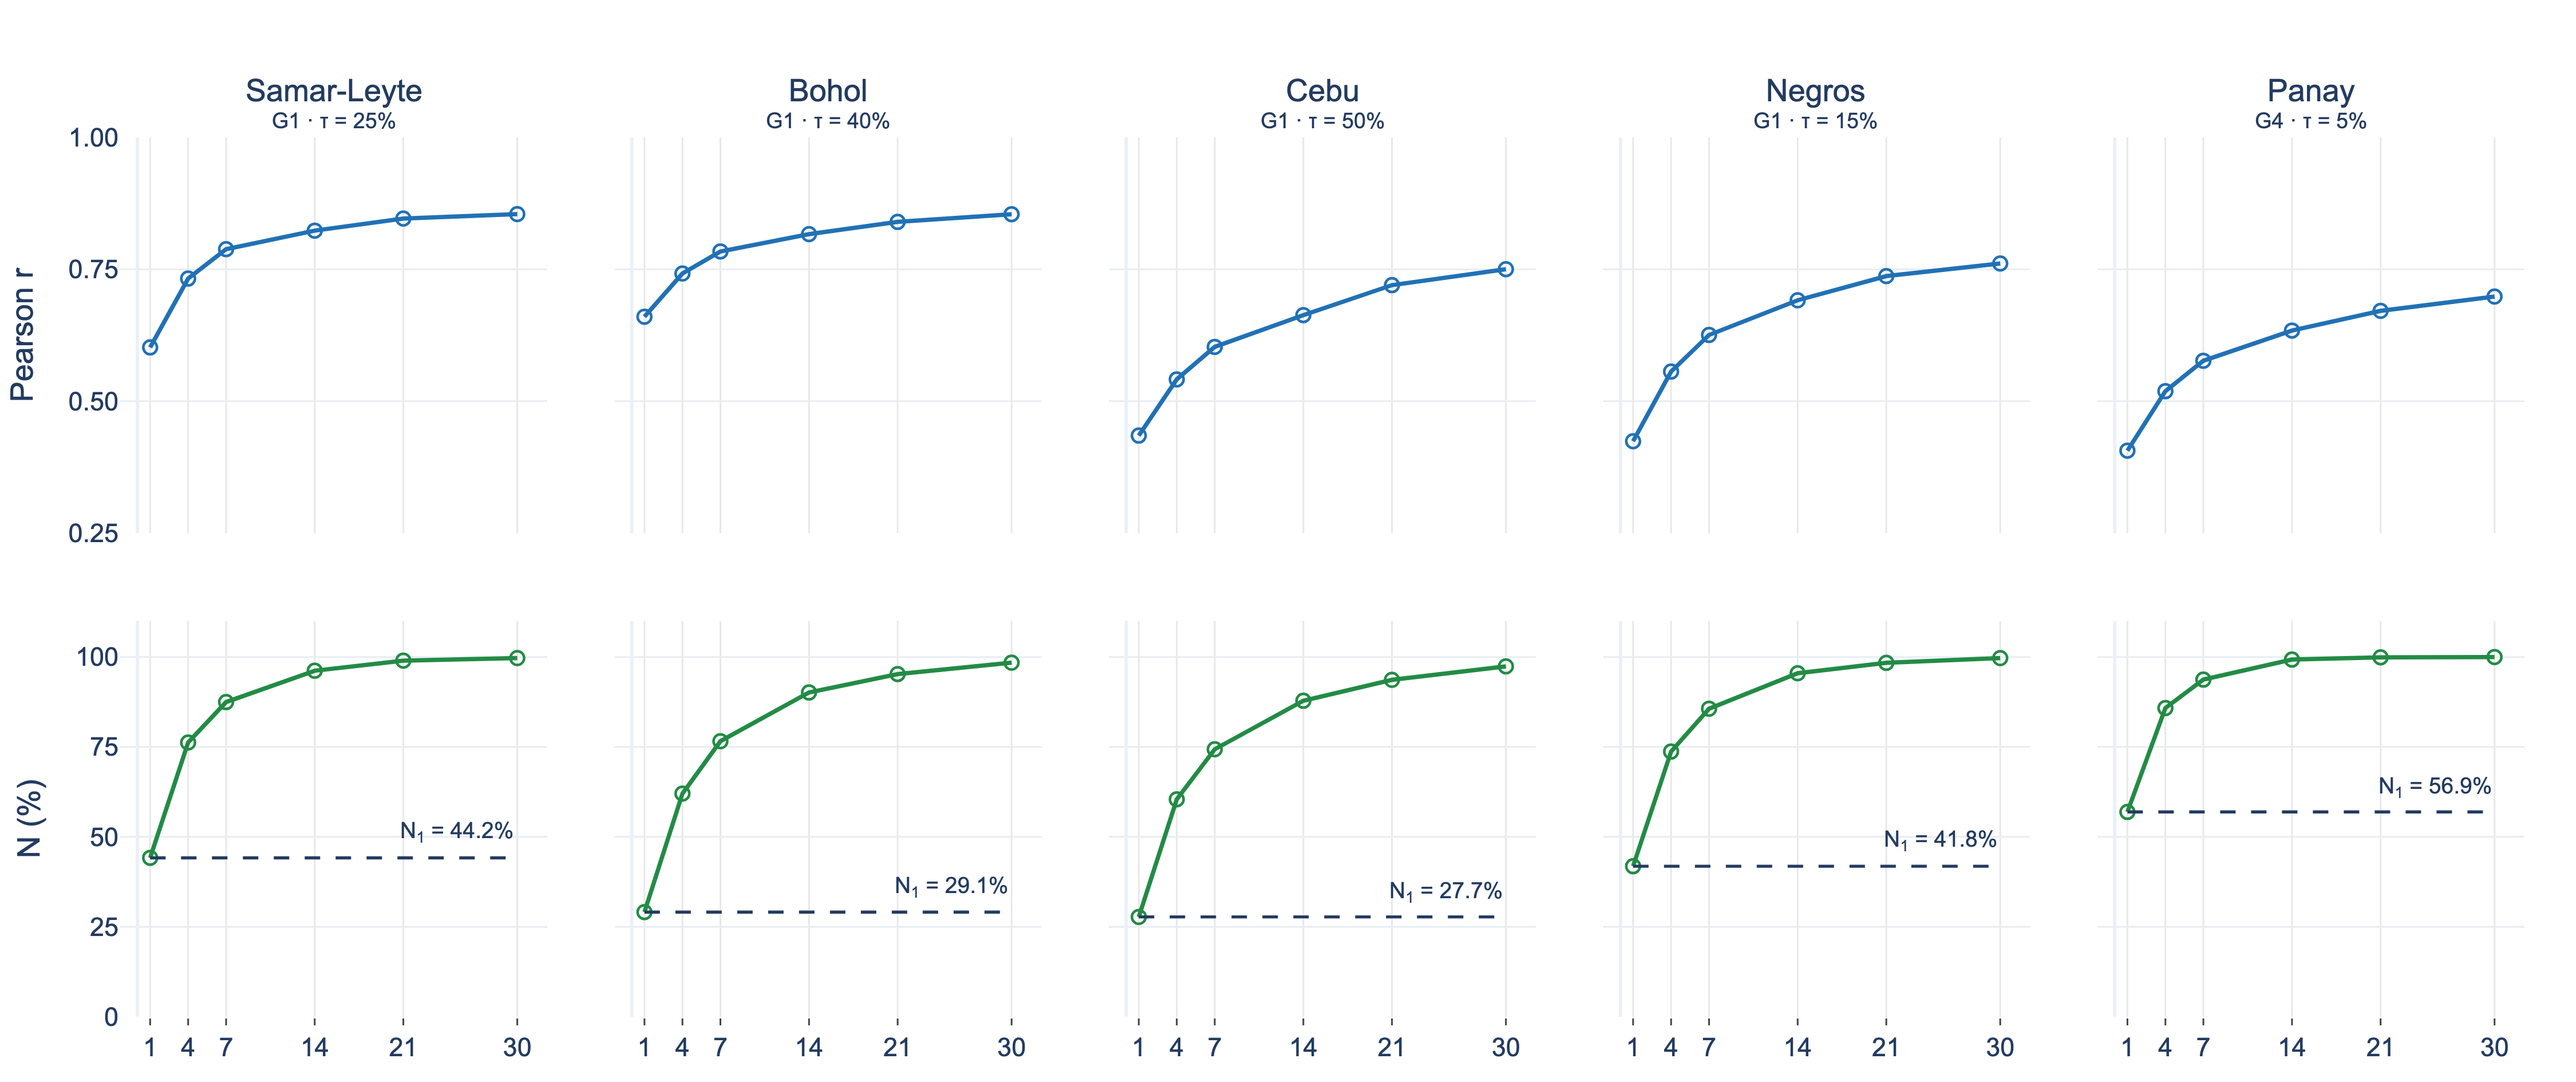 Samar-Leyte
G1 · τ = 25%
Bohol
G1 · τ = 40%
Cebu
G1 · τ = 50%
Negros
G1 · τ = 15%
Panay
G4 · τ = 5%
Pearson r
1.00
0.75
0.50
0.25
N (%)
100
75
50
25
0
N₁ = 44.2%
N₁ = 29.1%
N₁ = 27.7%
N₁ = 41.8%
N₁ = 56.9%
1 4 7 14 21 30
1 4 7 14 21 30
1 4 7 14 21 30
1 4 7 14 21 30
1 4 7 14 21 30